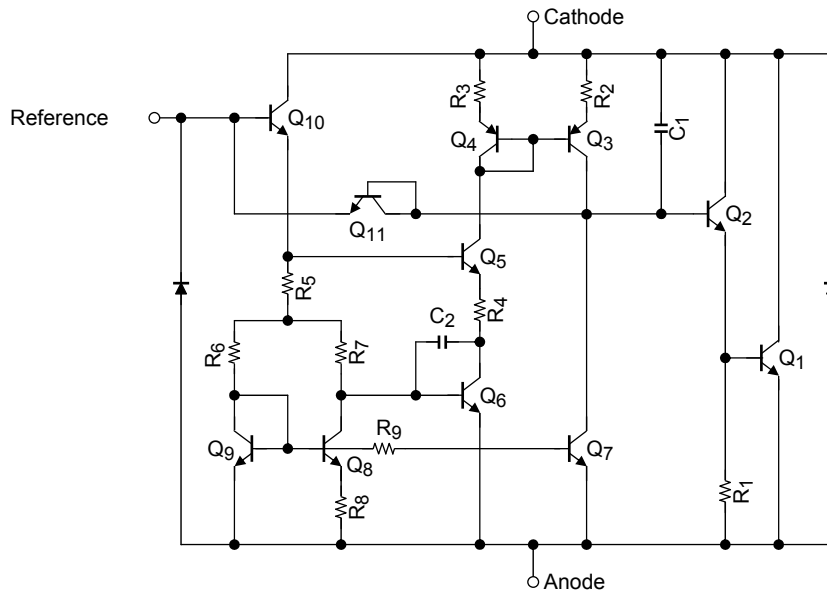 Cathode
Reference
Q10
R3
R2
Q4
Q3
C1
Q11
Q2
Q5
R5
R4
C2
R6
R7
Q1
Q6
R9
Q9
Q8
Q7
R8
R1
Anode